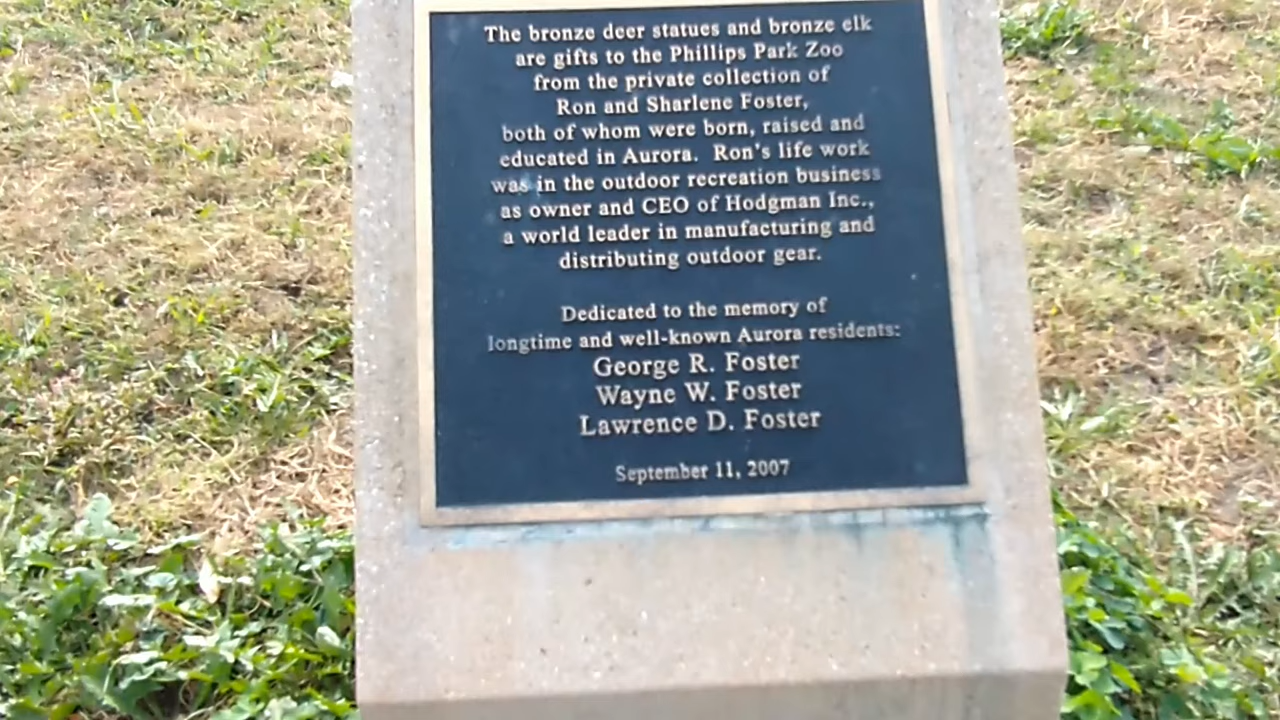 The bronze deer statues and bronze elk
are gifts to the Phillips Park Zoo
from the private collection of
Ron and Sharlene Foster,
both of whom were born, raised and
educated in Aurora. Ron's life work
was in the outdoor recreation business
as owner and CEO of Hodgman Inc.,
a world leader in manufacturing and
distributing outdoor gear.
Dedicated to the memory of
longtime and well-known Aurora residents:
George R. Foster
Wayne W. Foster
Lawrence D. Foster
September 11, 2007